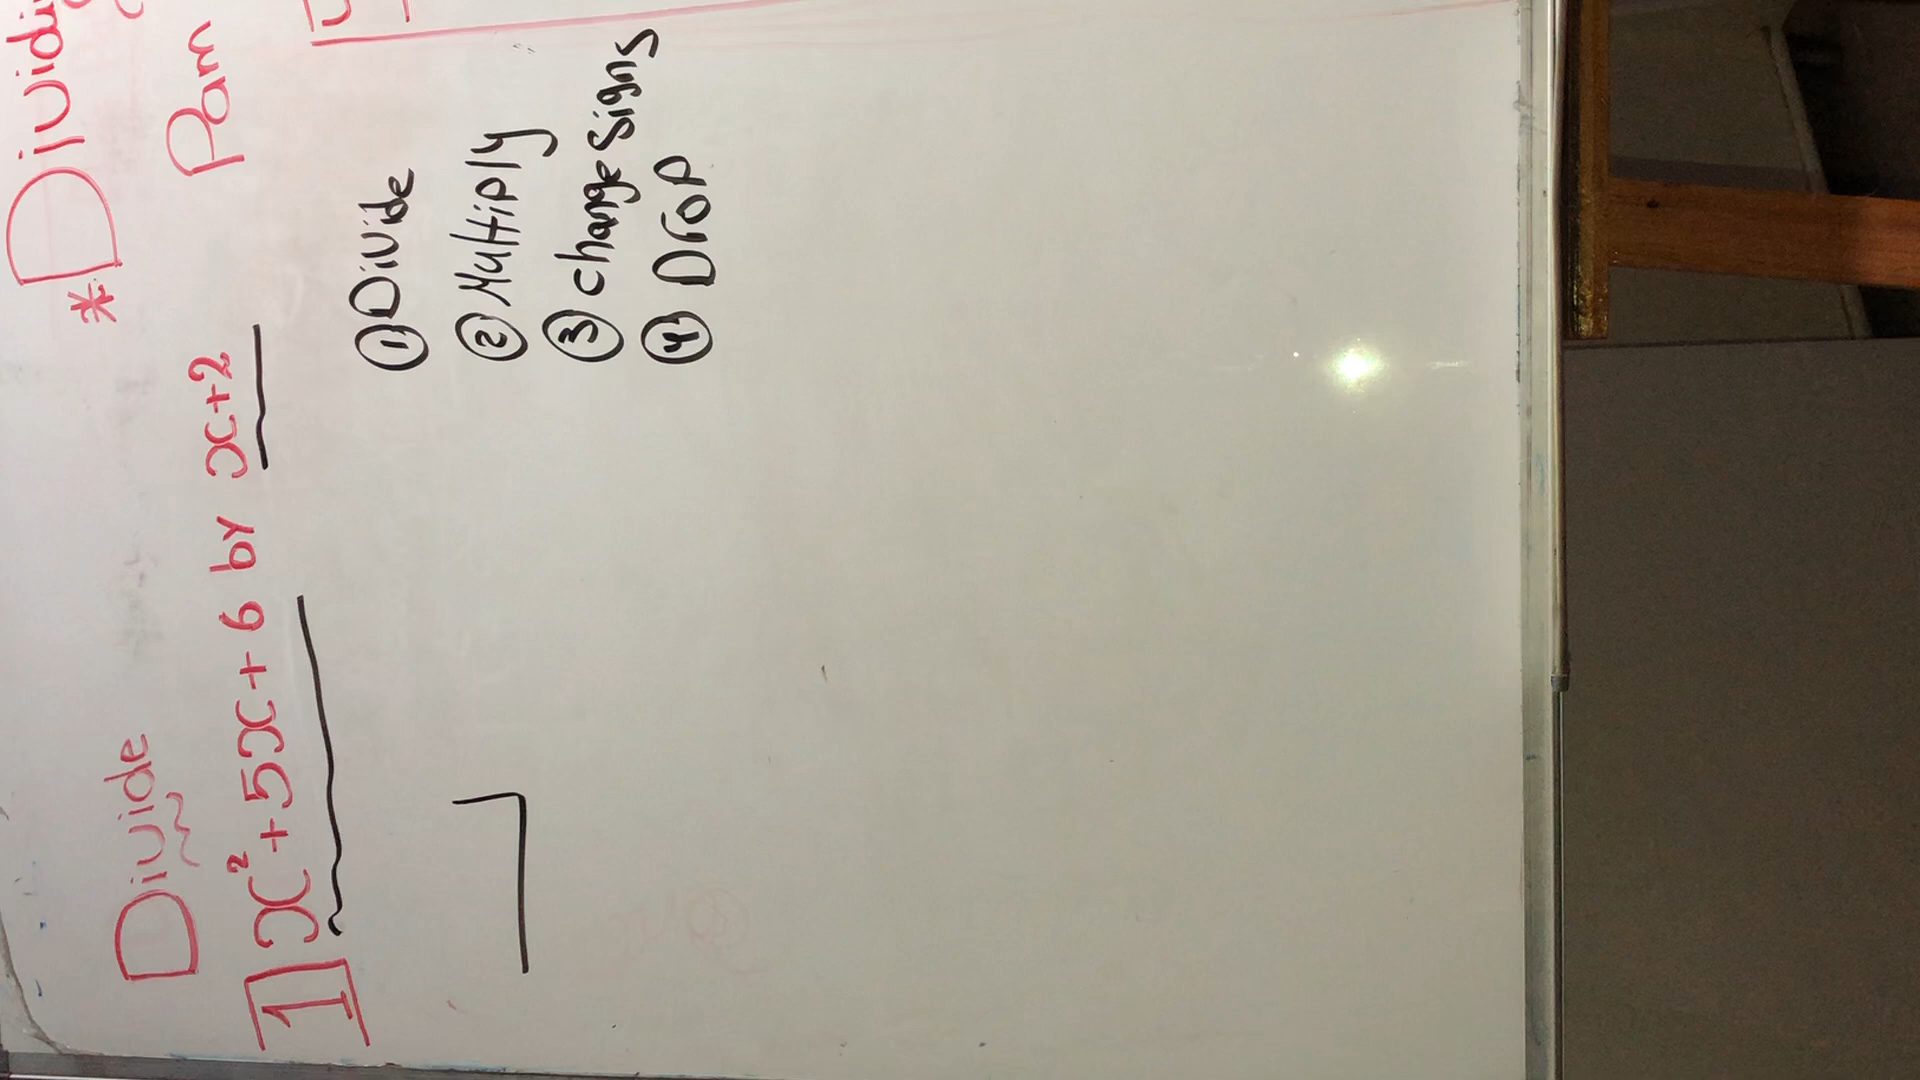 Divide
1 x²+5x+6 by x+2
① Divide
② Multiply
③ change Signs
④ Drop
* Dividi
Pam